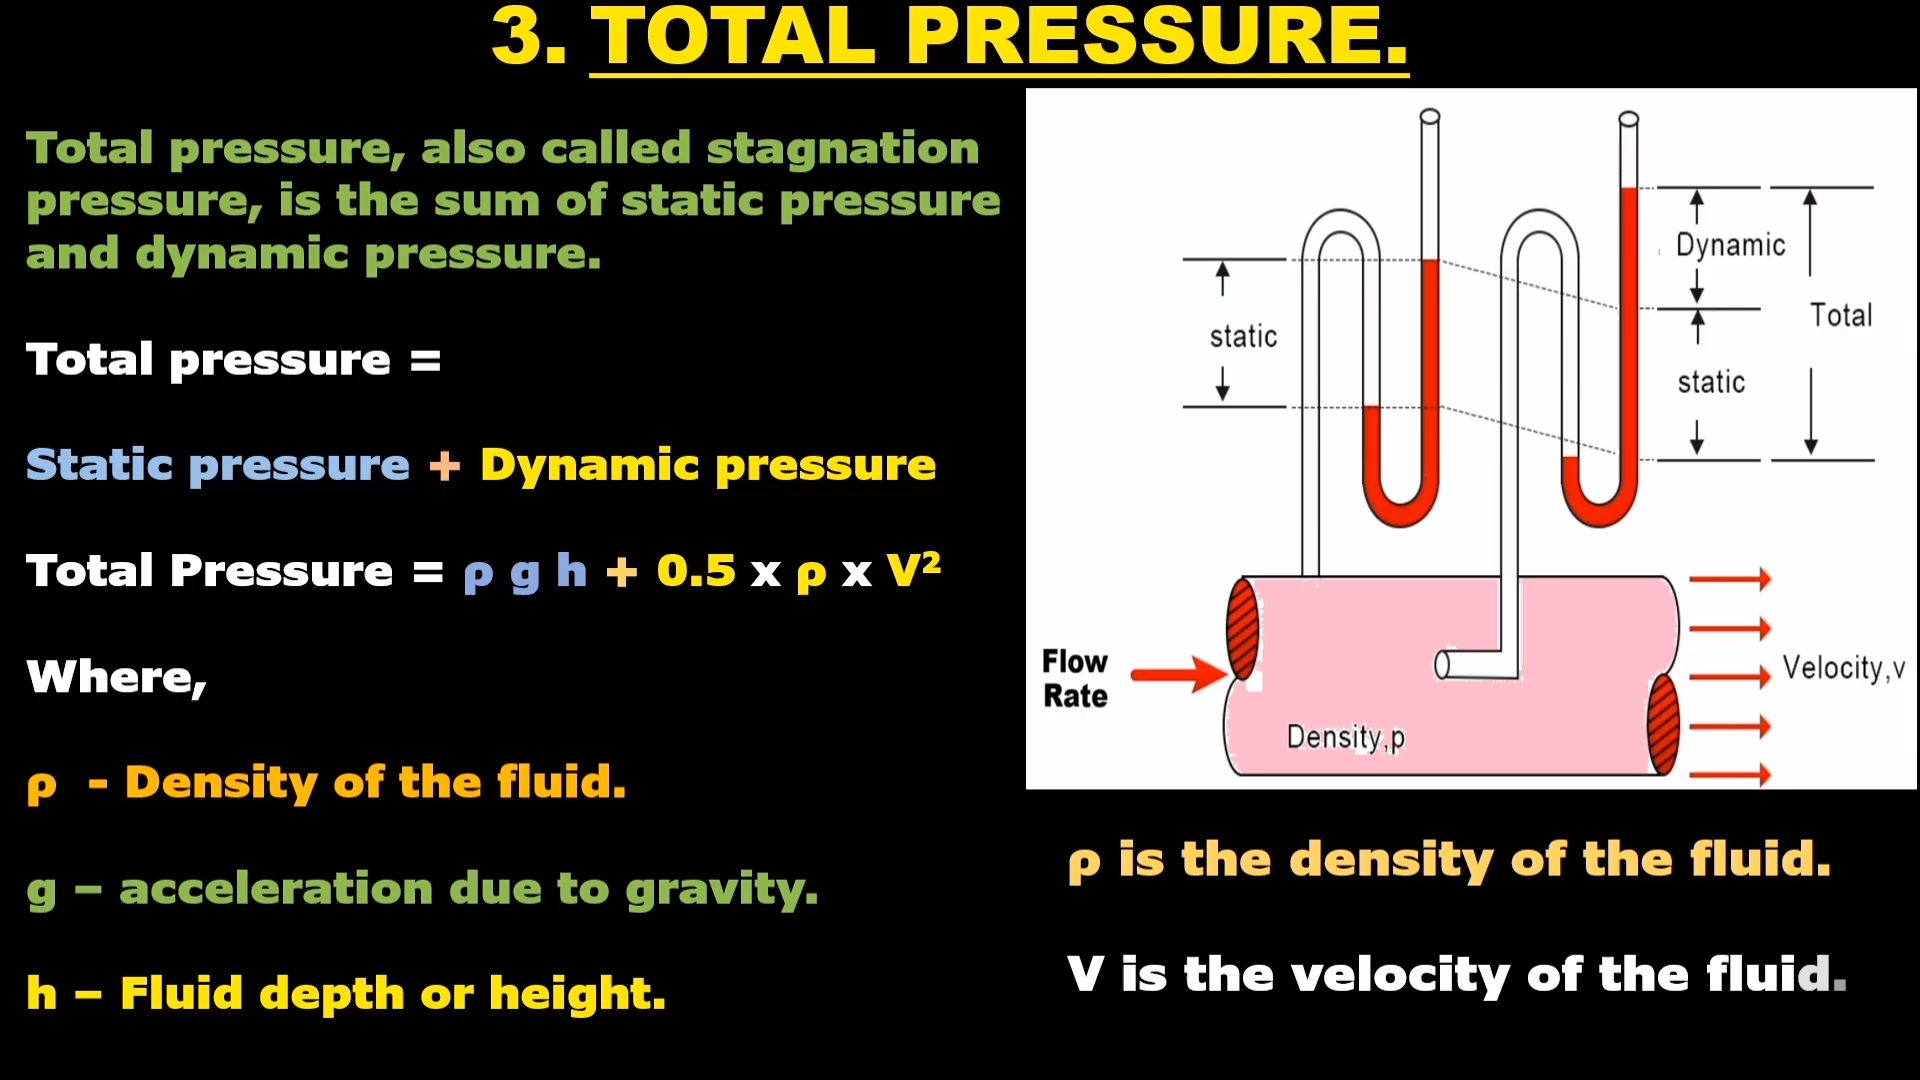 3. TOTAL PRESSURE.
Total pressure, also called stagnation
pressure, is the sum of static pressure
and dynamic pressure.
Total pressure =
Static pressure + Dynamic pressure
Total Pressure = ρ g h + 0.5 x ρ x V²
Where,
ρ - Density of the fluid.
g – acceleration due to gravity.
h – Fluid depth or height.
static
Dynamic
static
Total
Flow
Rate
Density,p
Velocity,v
ρ is the density of the fluid.
V is the velocity of the fluid.